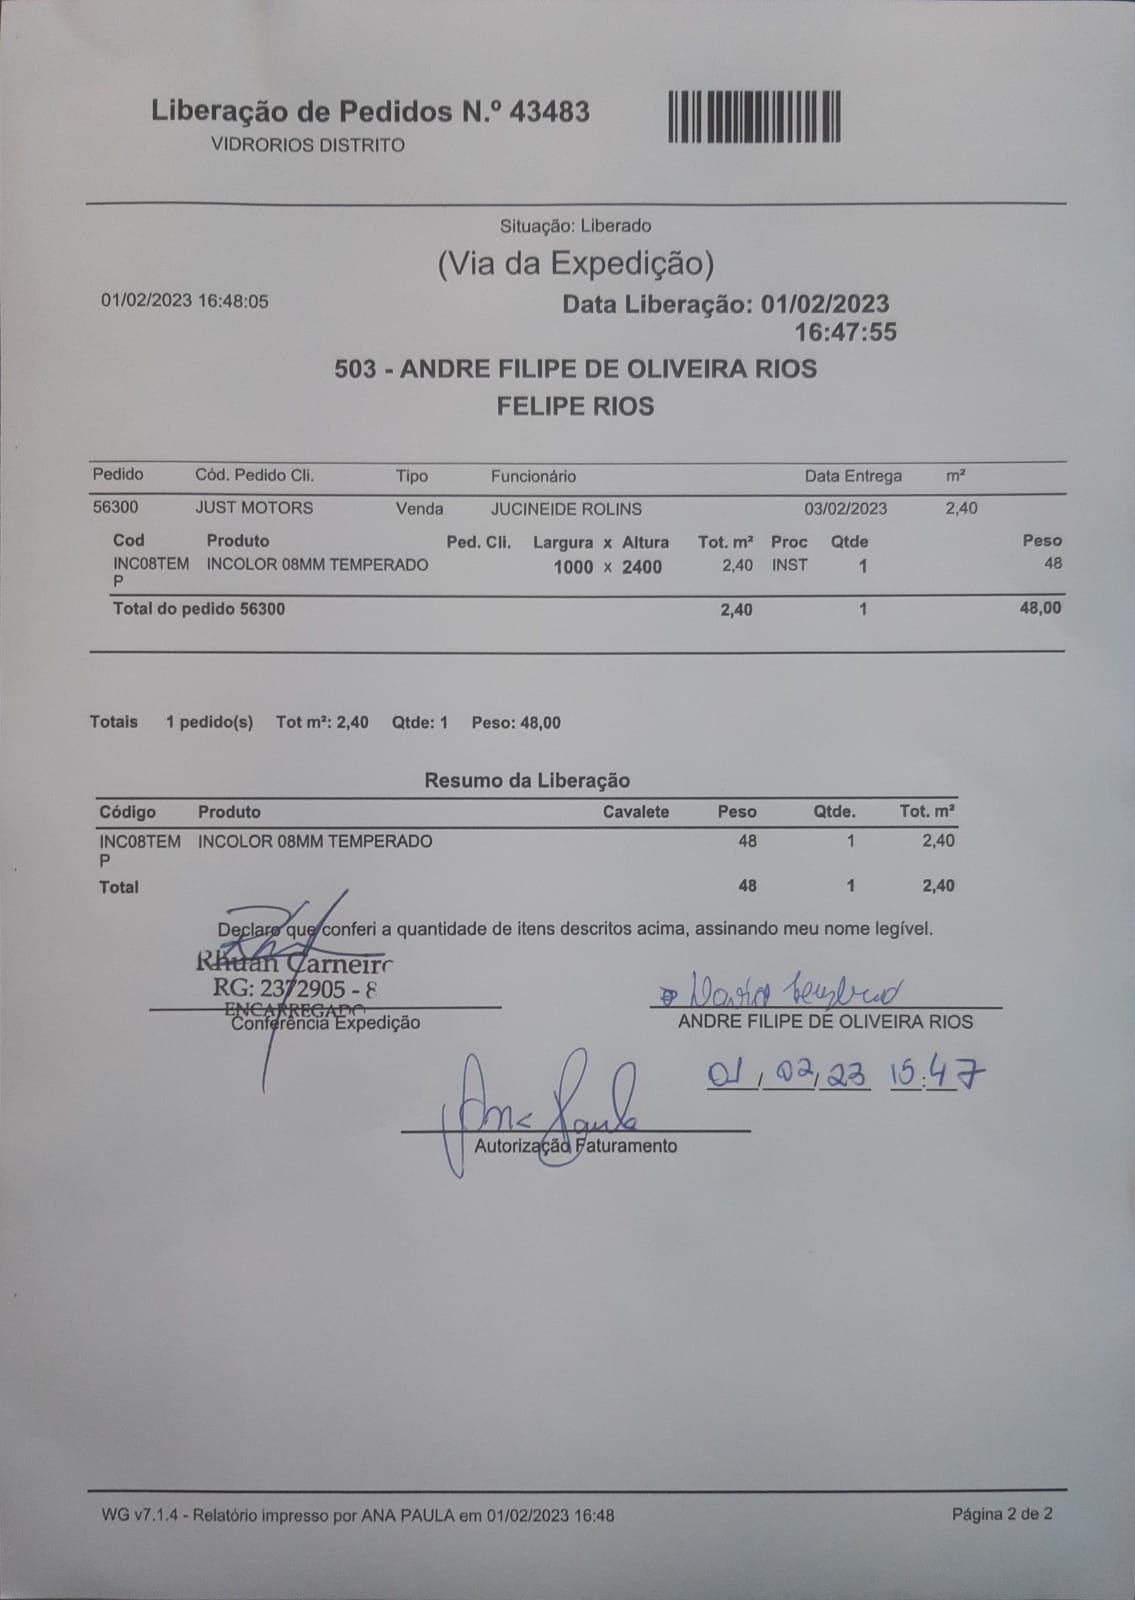 Liberação de Pedidos N.º 43483
VIDRORIOS DISTRITO
Situação: Liberado
(Via da Expedição)
01/02/2023 16:48:05
Data Liberação: 01/02/2023
16:47:55
503 - ANDRE FILIPE DE OLIVEIRA RIOS
FELIPE RIOS
Pedido Cód. Pedido Cli. Tipo Funcionário Data Entrega m²
56300 JUST MOTORS Venda JUCINEIDE ROLINS 03/02/2023 2,40
Cod Produto Ped. Cli. Largura x Altura Tot. m² Proc Qtde Peso
INC08TEM INCOLOR 08MM TEMPERADO 1000 x 2400 2,40 INST 1 48
P
Total do pedido 56300 2,40 1 48,00
Totais 1 pedido(s) Tot m²: 2,40 Qtde: 1 Peso: 48,00
Resumo da Liberação
Código Produto Cavalete Peso Qtde. Tot. m²
INC08TEM INCOLOR 08MM TEMPERADO 48 1 2,40
P
Total 48 1 2,40
Declaro que conferi a quantidade de itens descritos acima, assinando meu nome legível.
Rhuan Carneiro
RG: 2372905 - 8
ENCARREGADO
Conferência Expedição
ANDRE FILIPE DE OLIVEIRA RIOS
01, 02, 23 15:47
Ana Paula
Autorização Faturamento
WG v7.1.4 - Relatório impresso por ANA PAULA em 01/02/2023 16:48
Página 2 de 2